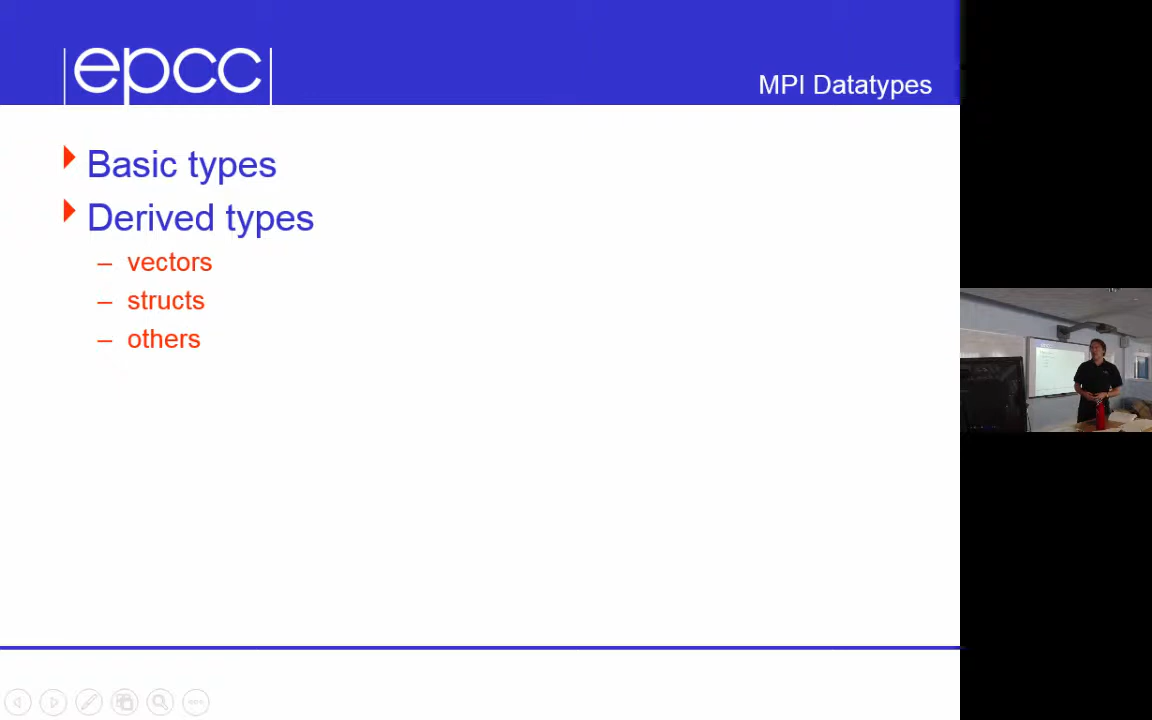 epcc
MPI Datatypes
Basic types
Derived types
– vectors
– structs
– others